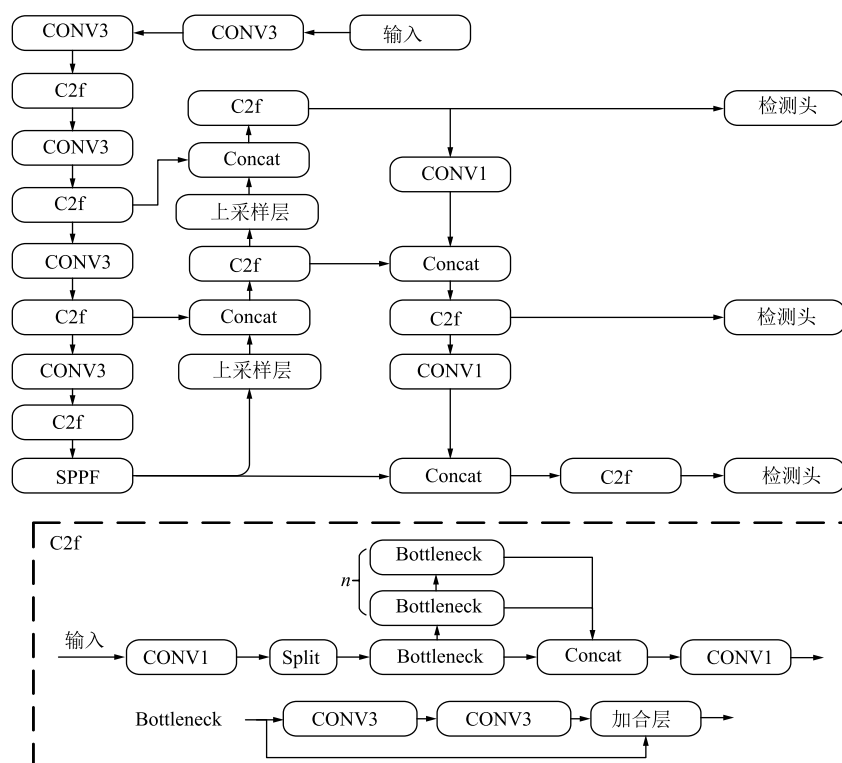 CONV3 CONV3 输入
C2f
C2f 检测头
CONV3
Concat
CONV1
C2f
上采样层
CONV3
C2f
Concat
C2f
Concat
C2f
检测头
CONV3
上采样层
CONV1
C2f
SPPF
Concat
C2f
检测头
C2f
Bottleneck
n
Bottleneck
输入
CONV1
Split
Bottleneck
Concat
CONV1
Bottleneck
CONV3
CONV3
加合层